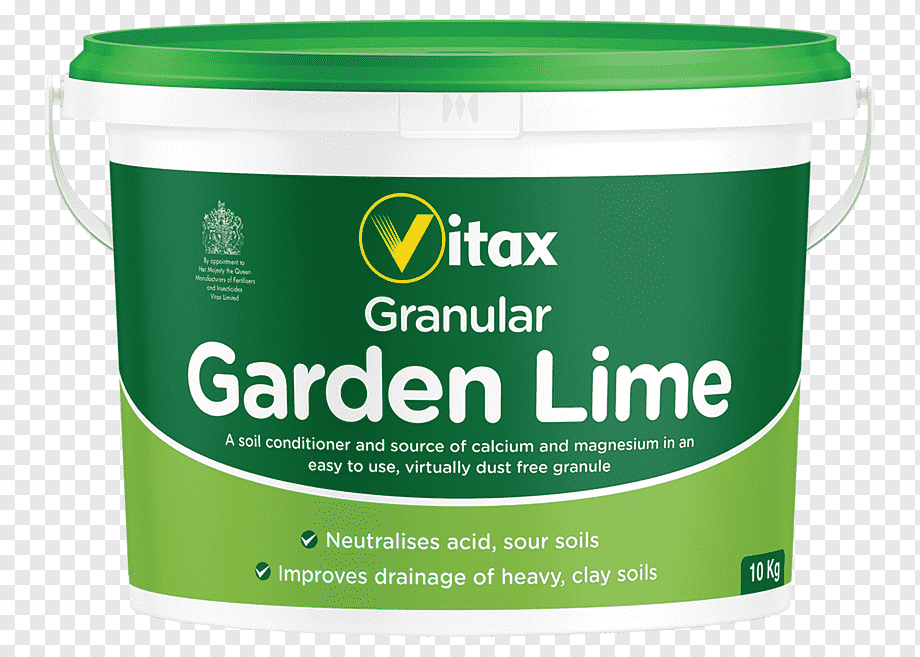 Vitax
Granular
Garden Lime
A soil conditioner and source of calcium and magnesium in an
easy to use, virtually dust free granule
By appointment to
Her Majesty the Queen
Manufacturers of Fertilisers
and Insecticides
Vitax Limited
Neutralises acid, sour soils
Improves drainage of heavy, clay soils
10 Kg